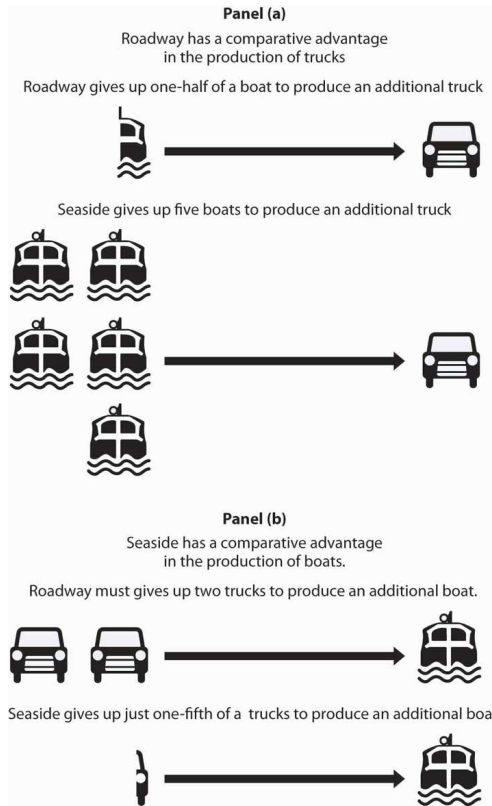 Panel (a)
Roadway has a comparative advantage
in the production of trucks
Roadway gives up one-half of a boat to produce an additional truck
Seaside gives up five boats to produce an additional truck
Panel (b)
Seaside has a comparative advantage
in the production of boats.
Roadway must gives up two trucks to produce an additional boat.
Seaside gives up just one-fifth of a trucks to produce an additional boa